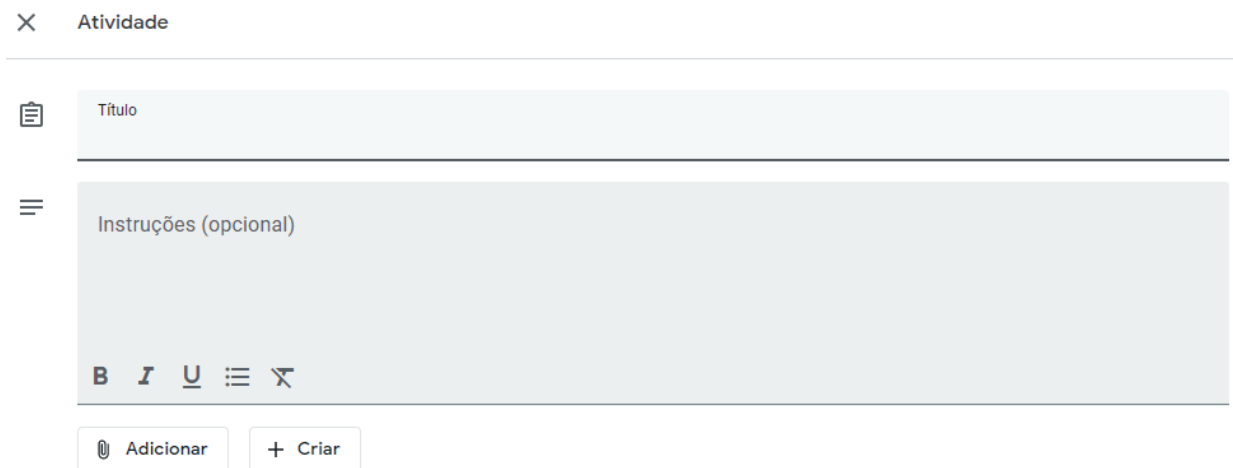 Atividade
Título
Instruções (opcional)
B I U
Adicionar
Criar